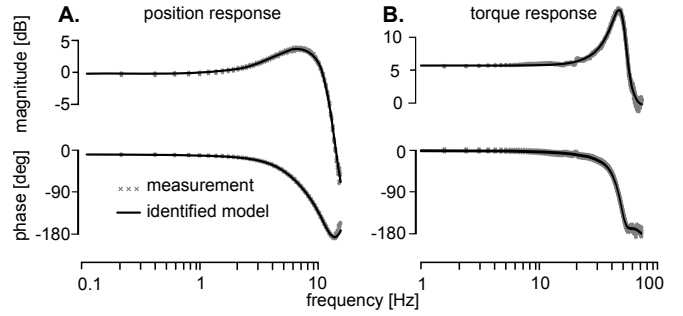 A. position response
B. torque response
magnitude [dB]
5
0
-5
10
5
0
phase [deg]
0
-90
-180
×××× measurement
identified model
0
-90
-180
0.1
1
10
1
10
100
frequency [Hz]